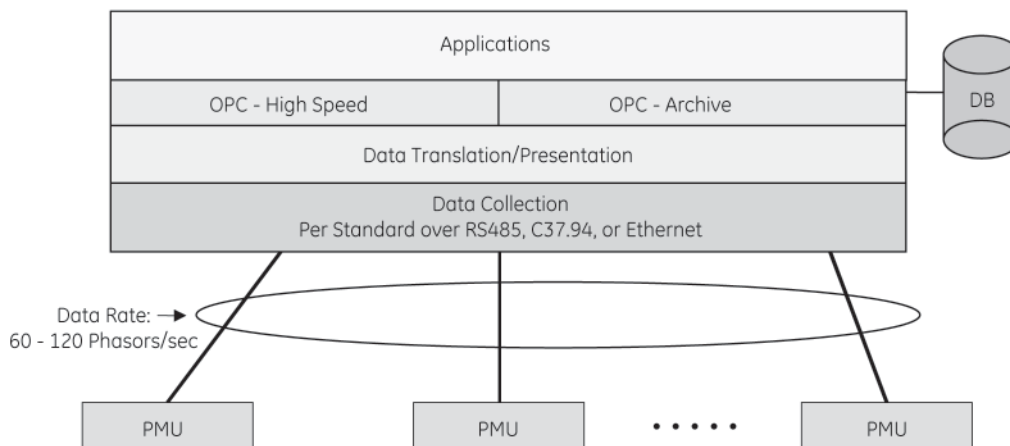 Applications
OPC - High Speed
OPC - Archive
DB
Data Translation/Presentation
Data Collection
Per Standard over RS485, C37.94, or Ethernet
Data Rate:
60 - 120 Phasors/sec
PMU
PMU
PMU